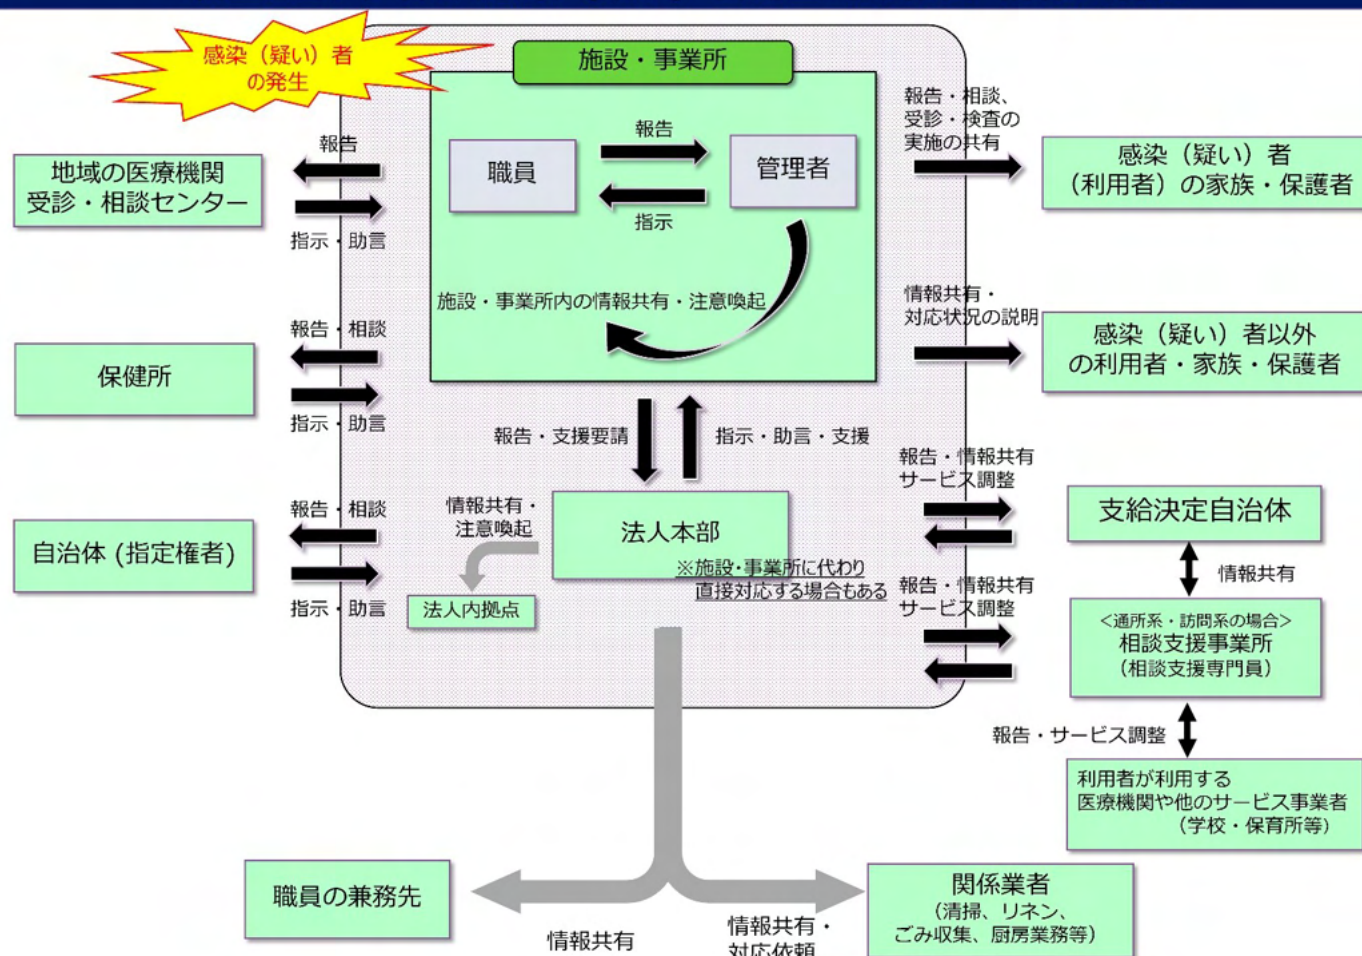 感染（疑い）者
の発生
施設・事業所
職員
報告
指示
管理者
施設・事業所内の情報共有・注意喚起
報告
地域の医療機関
受診・相談センター
指示・助言
報告・相談
保健所
指示・助言
報告・相談
自治体 (指定権者)
指示・助言
報告・支援要請
指示・助言・支援
情報共有・
注意喚起
法人本部
※施設・事業所に代わり
直接対応する場合もある
法人内拠点
報告・相談、
受診・検査の
実施の共有
感染（疑い）者
（利用者）の家族・保護者
情報共有・
対応状況の説明
感染（疑い）者以外
の利用者・家族・保護者
報告・情報共有
サービス調整
支給決定自治体
情報共有
報告・情報共有
サービス調整
＜通所系・訪問系の場合＞
相談支援事業所
（相談支援専門員）
報告・サービス調整
利用者が利用する
医療機関や他のサービス事業者
（学校・保育所等）
職員の兼務先
情報共有
情報共有・
対応依頼
関係業者
（清掃、リネン、
ごみ収集、厨房業務等）